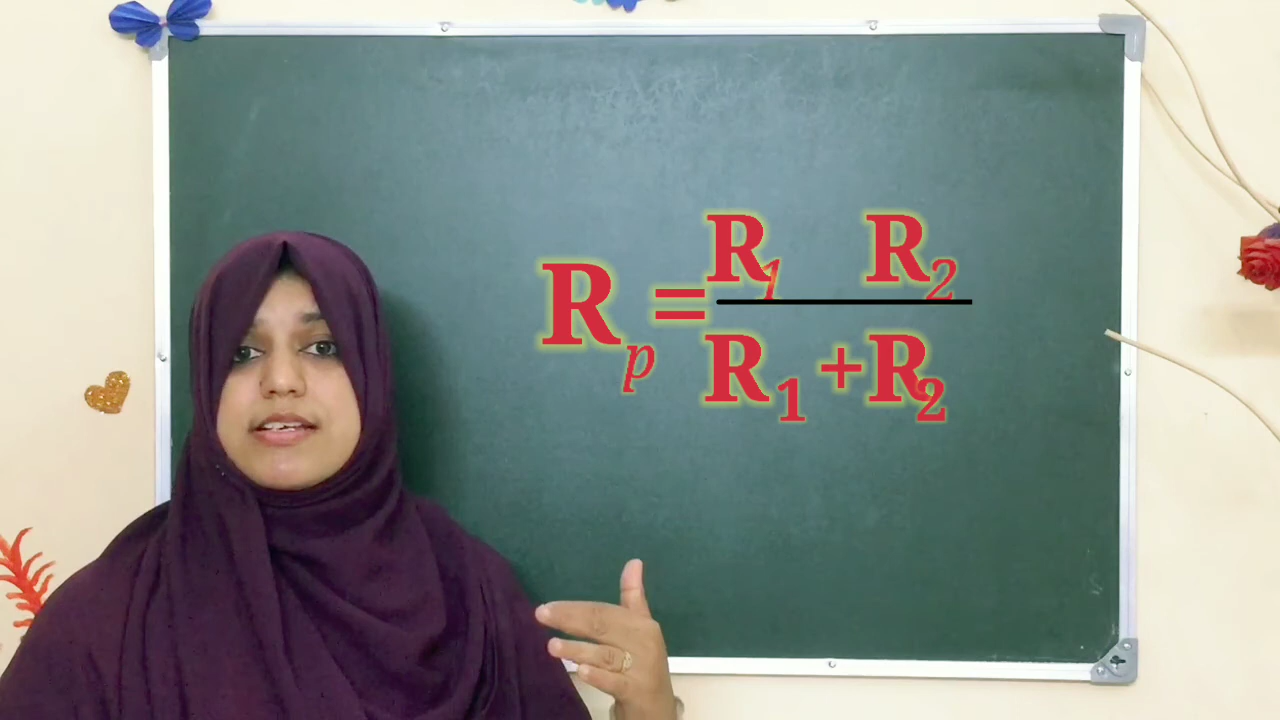 Rₚ = R₁ R₂
R₁ + R₂